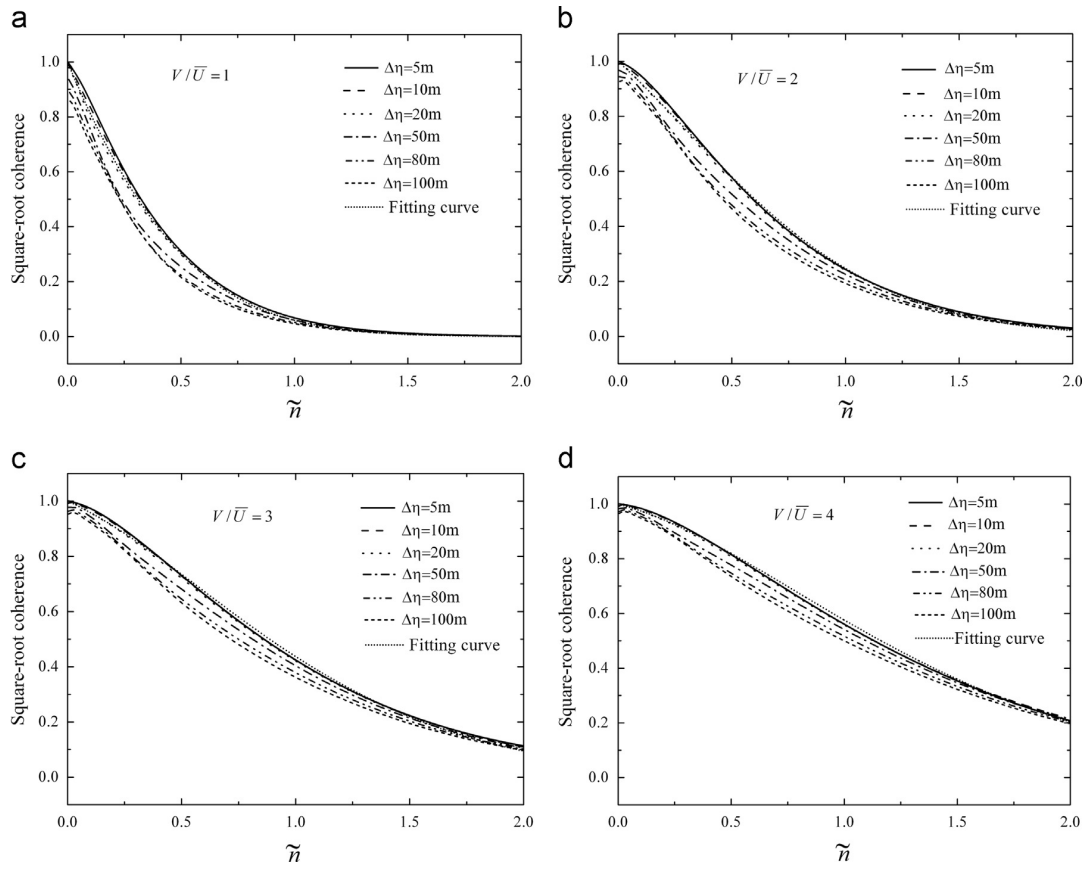 a
V/U̅ = 1
Δη=5m
Δη=10m
Δη=20m
Δη=50m
Δη=80m
Δη=100m
Fitting curve
Square-root coherence
1.0
0.8
0.6
0.4
0.2
0.0
0.0 0.5 1.0 1.5 2.0
ñ
b
V/U̅ = 2
Δη=5m
Δη=10m
Δη=20m
Δη=50m
Δη=80m
Δη=100m
Fitting curve
Square-root coherence
1.0
0.8
0.6
0.4
0.2
0.0
0.0 0.5 1.0 1.5 2.0
ñ
c
V/U̅ = 3
Δη=5m
Δη=10m
Δη=20m
Δη=50m
Δη=80m
Δη=100m
Fitting curve
Square-root coherence
1.0
0.8
0.6
0.4
0.2
0.0
0.0 0.5 1.0 1.5 2.0
ñ
d
V/U̅ = 4
Δη=5m
Δη=10m
Δη=20m
Δη=50m
Δη=80m
Δη=100m
Fitting curve
Square-root coherence
1.0
0.8
0.6
0.4
0.2
0.0
0.0 0.5 1.0 1.5 2.0
ñ